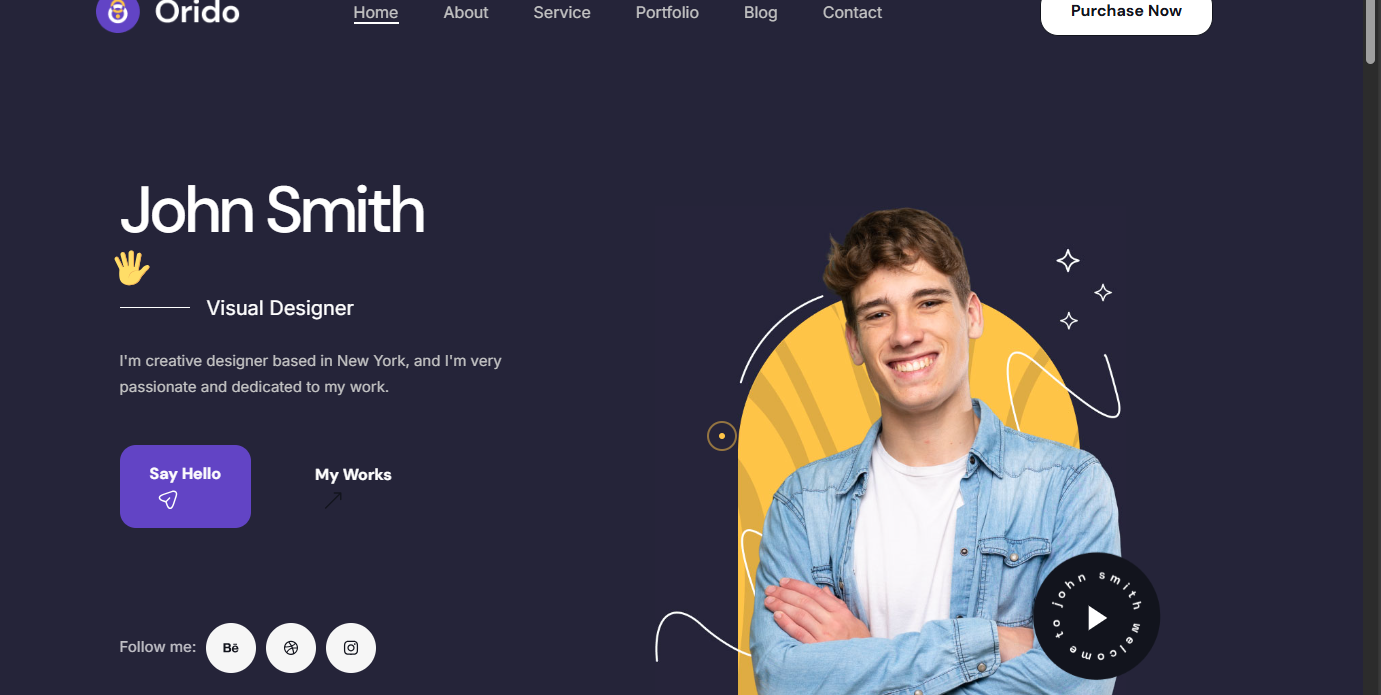 Orido
Home About Service Portfolio Blog Contact
Purchase Now
John Smith
Visual Designer
I'm creative designer based in New York, and I'm very
passionate and dedicated to my work.
Say Hello
My Works
Follow me:
Bē
john smith welcome to